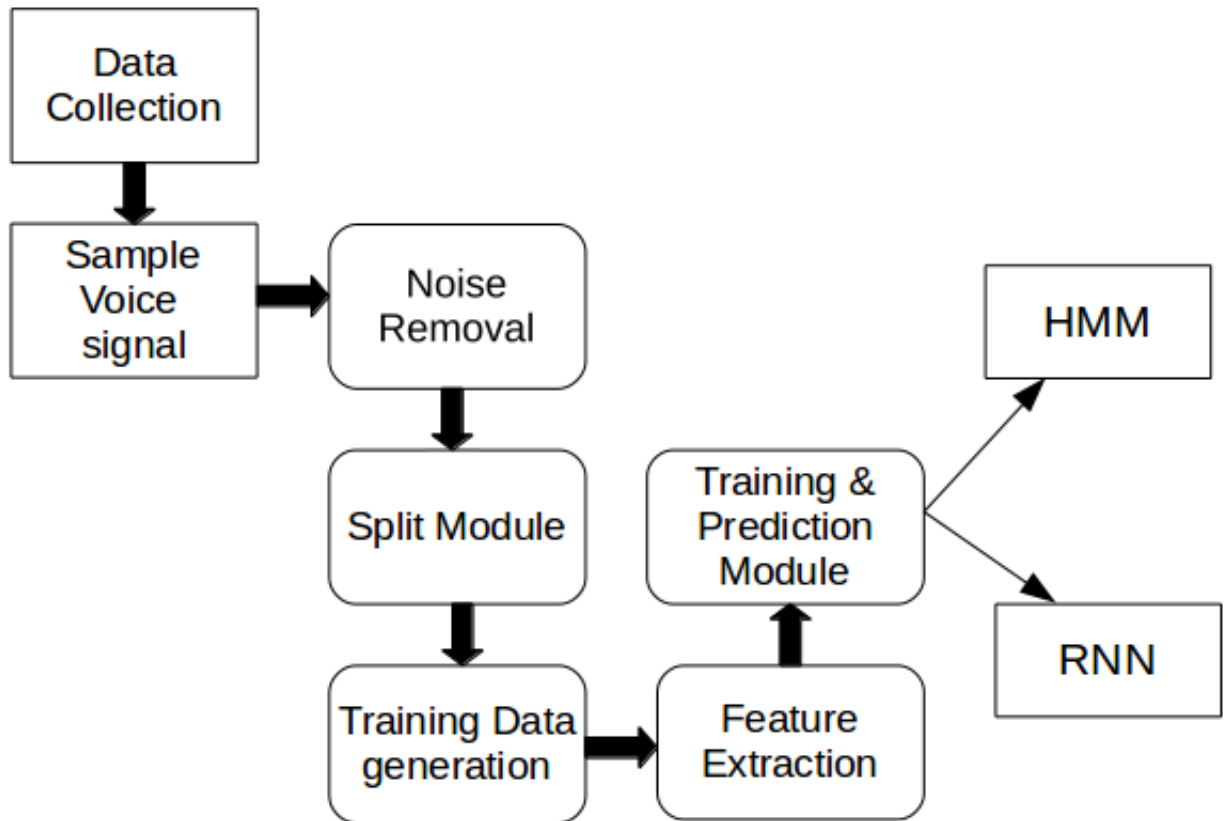 Data
Collection
Sample
Voice
signal
Noise
Removal
Split Module
Training Data
generation
Feature
Extraction
Training &
Prediction
Module
HMM
RNN